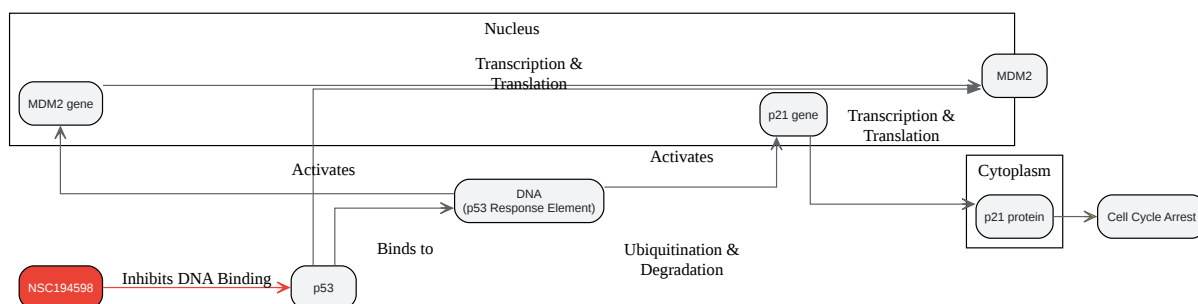 Nucleus
Transcription &
Translation
MDM2
MDM2 gene
p21 gene
Transcription &
Translation
Activates
Activates
Cytoplasm
DNA
(p53 Response Element)
p21 protein
Cell Cycle Arrest
Binds to
Ubiquitination &
Degradation
NSC194598
Inhibits DNA Binding
p53